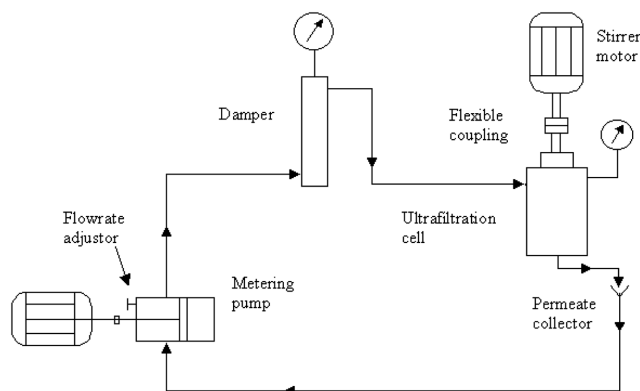 Stirrer
motor
Damper
Flexible
coupling
Ultrafiltration
cell
Flowrate
adjustor
Metering
pump
Permeate
collector